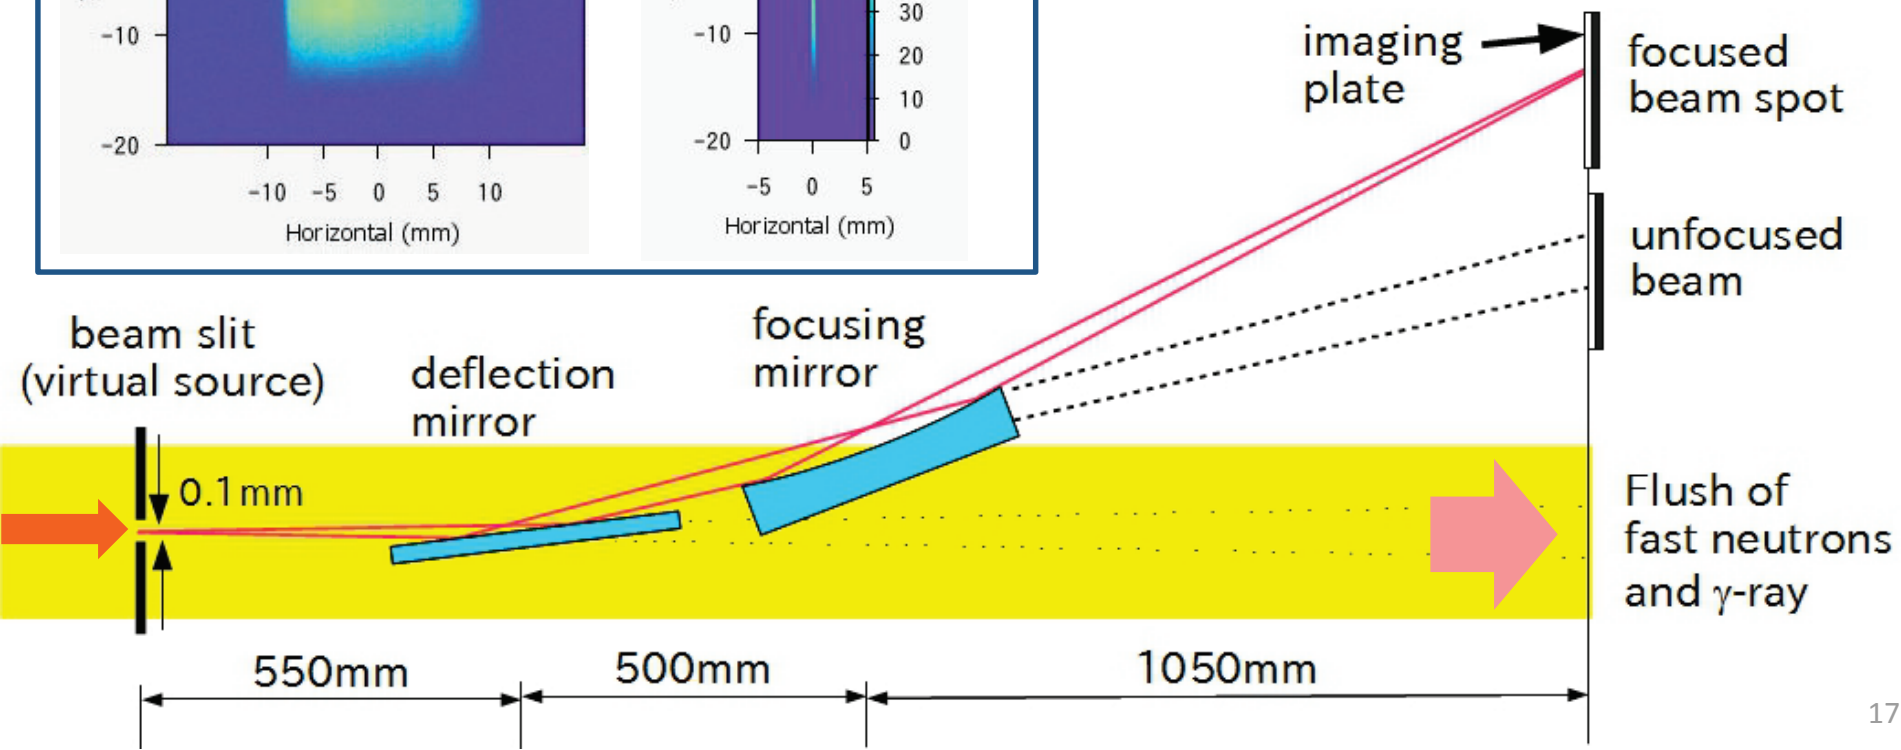 -10
-20
-10 -5 0 5 10
Horizontal (mm)
-10
-20
-5 0 5
Horizontal (mm)
30
20
10
0
imaging
plate
focused
beam spot
unfocused
beam
beam slit
(virtual source)
deflection
mirror
focusing
mirror
0.1mm
Flush of
fast neutrons
and γ-ray
550mm
500mm
1050mm
17